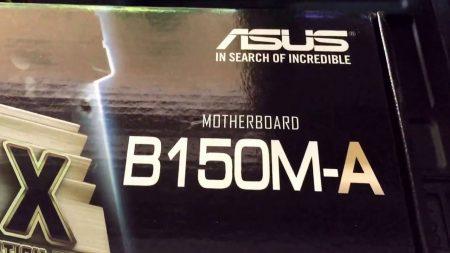 ASUS
IN SEARCH OF INCREDIBLE
MOTHERBOARD
B150M-A
X